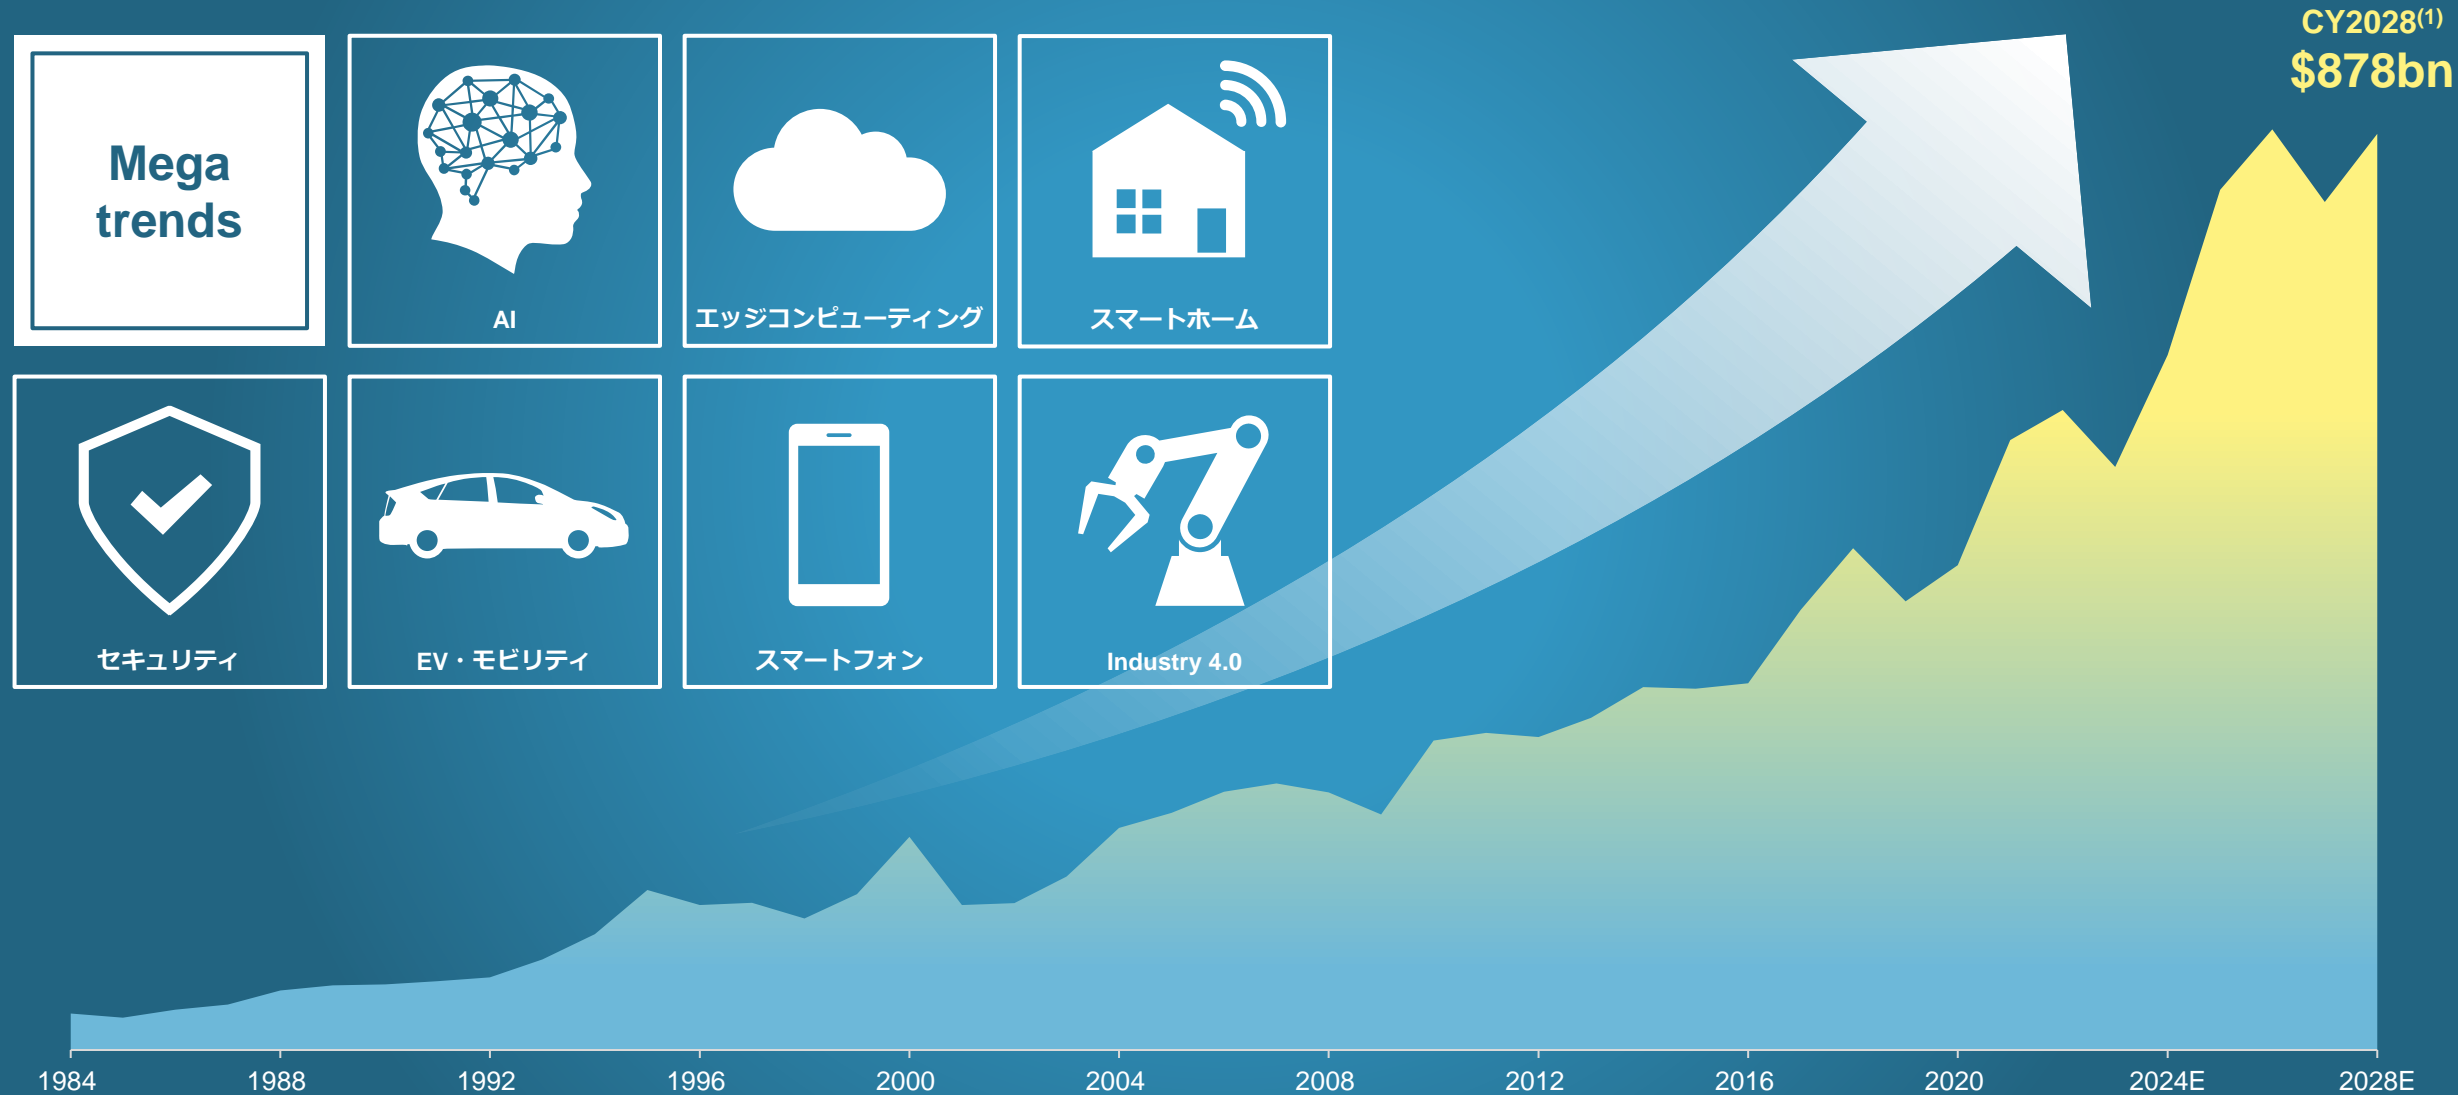 CY2028(1)
$878bn
Mega
trends
AI
エッジコンピューティング
スマートホーム
セキュリティ
EV・モビリティ
スマートフォン
Industry 4.0
1984 1988 1992 1996 2000 2004 2008 2012 2016 2020 2024E 2028E